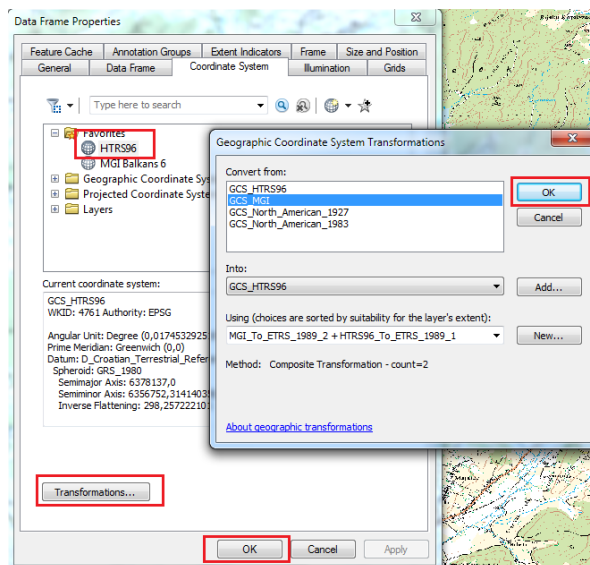 Data Frame Properties
Feature Cache Annotation Groups Extent Indicators Frame Size and Position
General Data Frame Coordinate System Illumination Grids
Type here to search
Favorites
HTRS96
MGI Balkans 6
Geographic Coordinate Sys
Projected Coordinate Syste
Layers
Current coordinate system:
GCS_HTRS96
WKID: 4761 Authority: EPSG
Angular Unit: Degree (0,0174532925
Prime Meridian: Greenwich (0,0)
Datum: D_Croatian_Terrestrial_Refer
Spheroid: GRS_1980
Semimajor Axis: 6378137,0
Semiminor Axis: 6356752,31414035
Inverse Flattening: 298,257222101
Transformations...
OK Cancel Apply
Geographic Coordinate System Transformations
Convert from:
GCS_HTRS96
GCS_MGI
GCS_North_American_1927
GCS_North_American_1983
OK
Cancel
Into:
GCS_HTRS96
Add...
Using (choices are sorted by suitability for the layer's extent):
MGI_To_ETRS_1989_2 + HTRS96_To_ETRS_1989_1
New...
Method: Composite Transformation - count=2
About geographic transformations